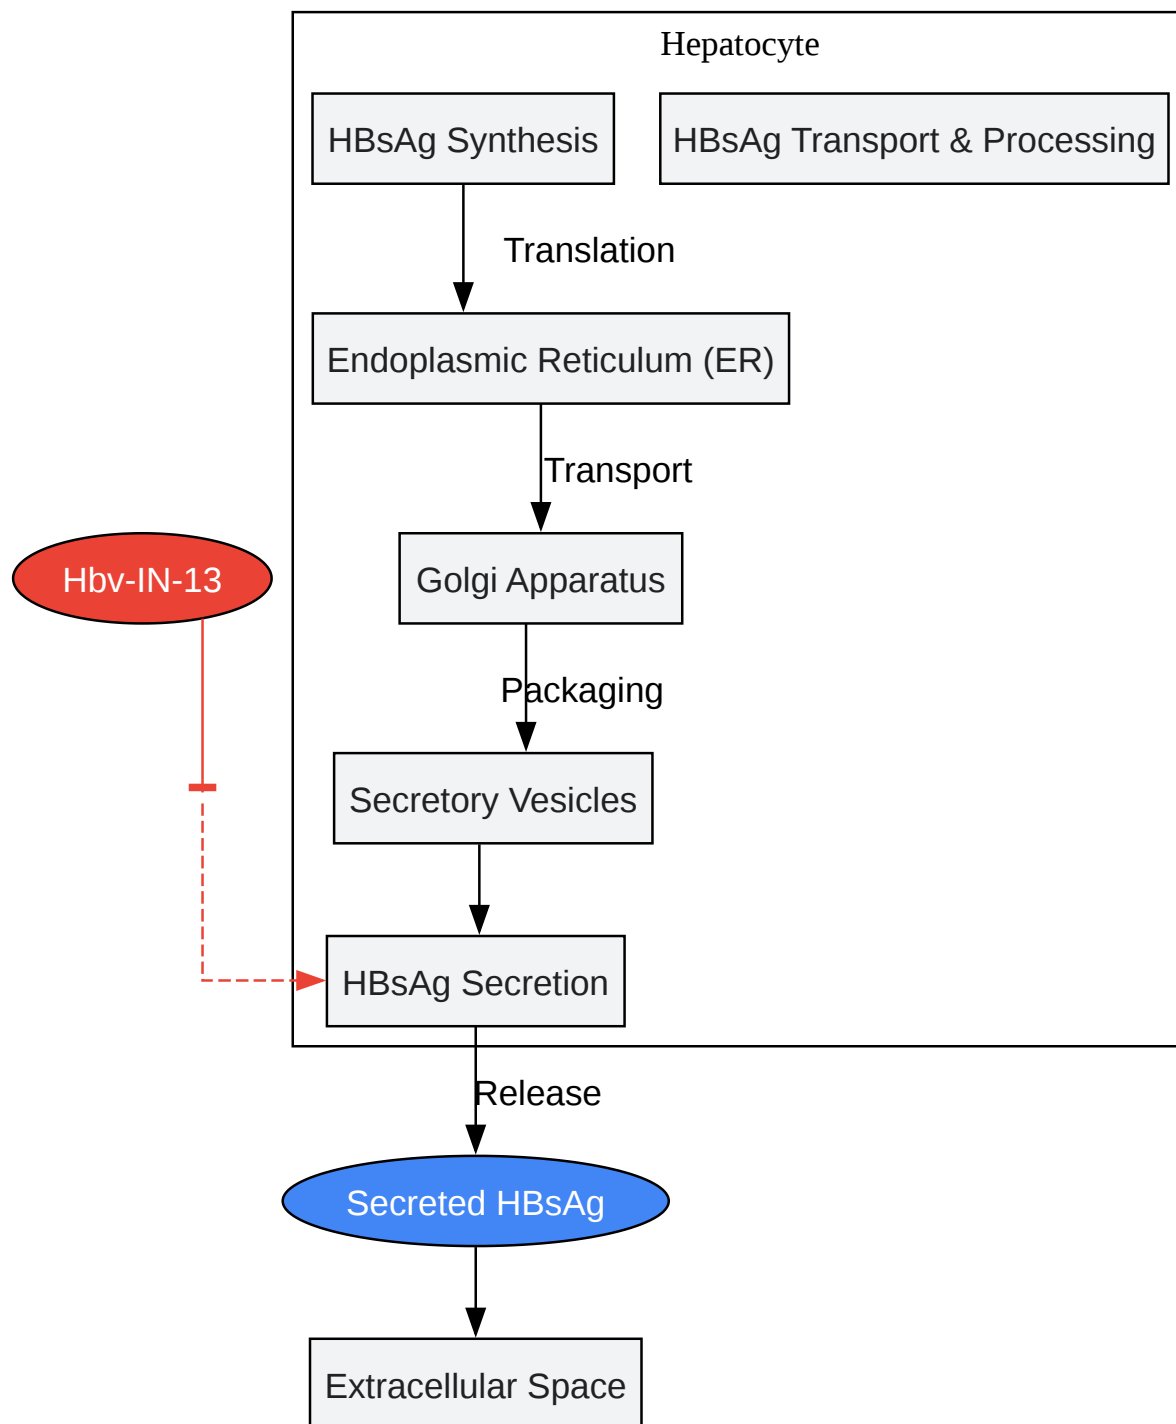 Hepatocyte
HBsAg Synthesis
HBsAg Transport & Processing
Translation
Endoplasmic Reticulum (ER)
Transport
Hbv-IN-13
Golgi Apparatus
Packaging
Secretory Vesicles
HBsAg Secretion
Release
Secreted HBsAg
Extracellular Space